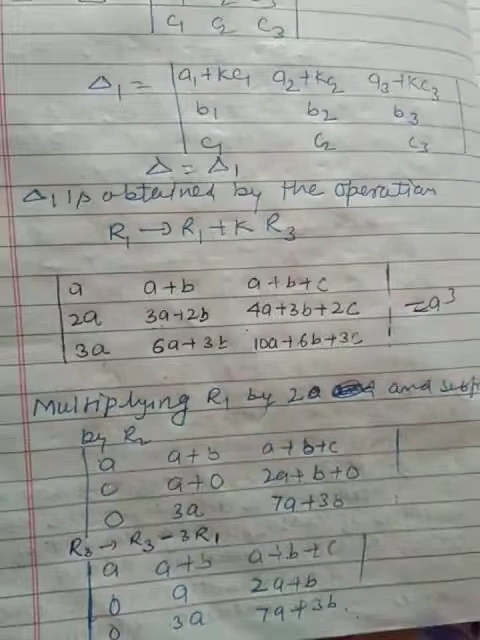 c₁ c₂ c₃
Δ₁ = | a₁+kc₁ a₂+kc₂ a₃+kc₃ |
| b₁ b₂ b₃ |
| c₁ c₂ c₃ |
Δ = Δ₁
Δ₁ is obtained by the operation
R₁ → R₁ + k R₃
| a a+b a+b+c |
| 2a 3a+2b 4a+3b+2c | = a³
| 3a 6a+3b 10a+6b+3c |
Multiplying R₁ by 2 and
by R₂
| a a+b a+b+c |
| 0 a+0 2a+b+0 |
| 0 3a 7a+3b |
R₃ → R₃ - 3R₁
| a a+b a+b+c |
| 0 a 2a+b |
| 0 3a 7a+3b. |